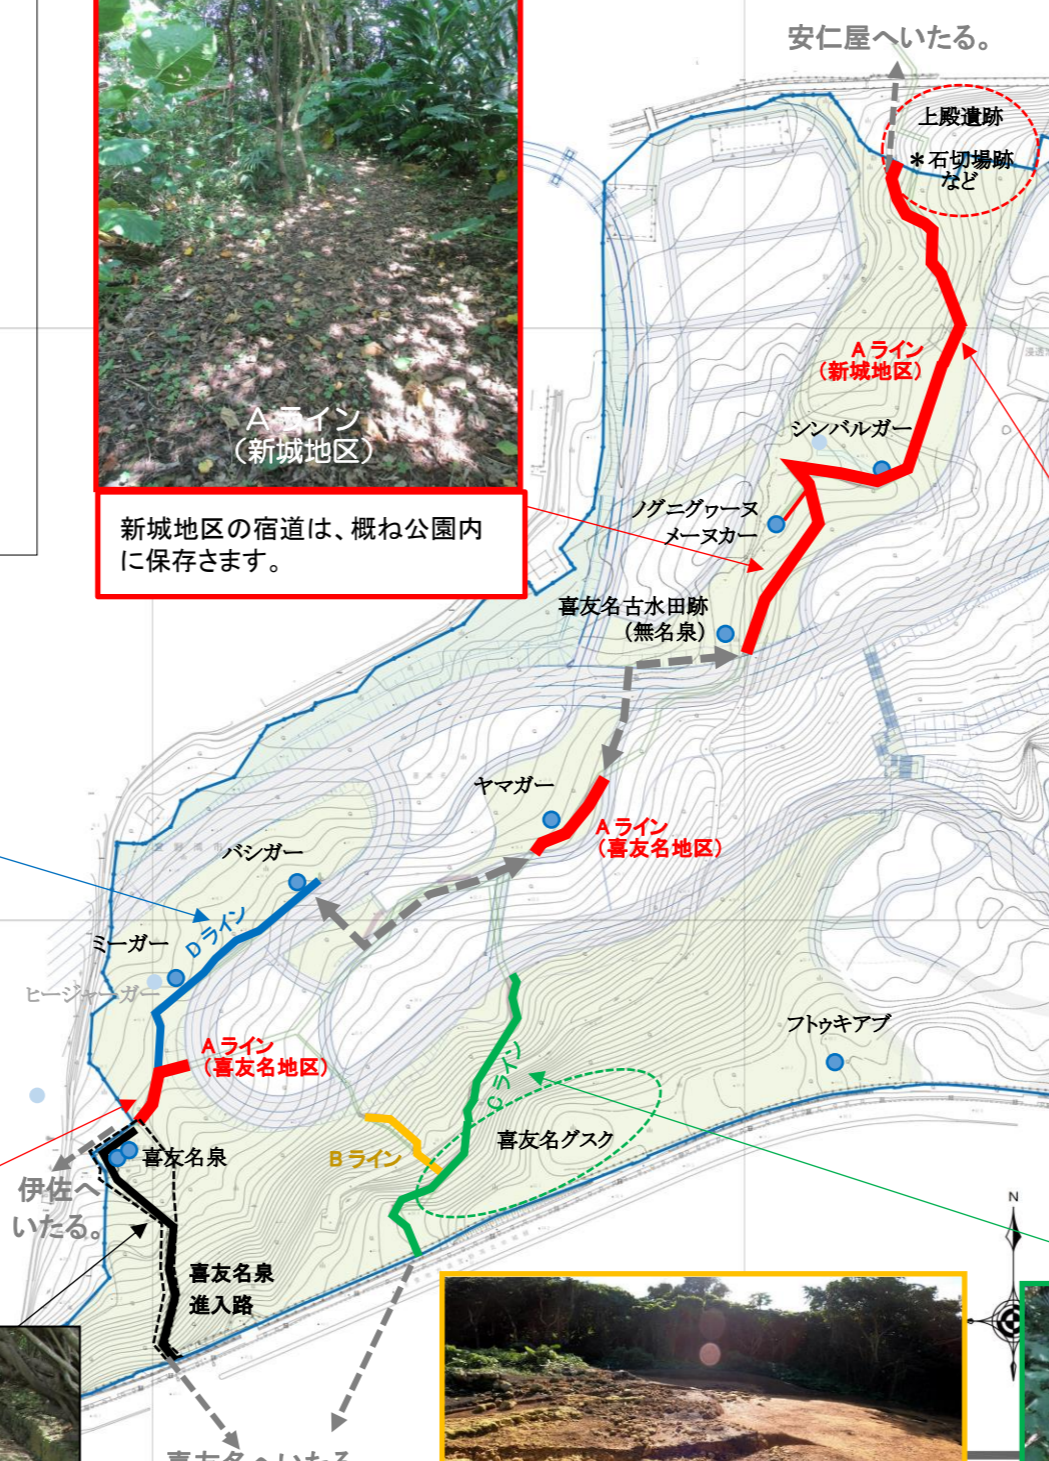 安仁屋へいたる。
上殿遺跡
＊石切場跡
など
Aライン
（新城地区）
Aライン
（新城地区）
シンバルガー
新城地区の宿道は、概ね公園内
に保存さます。
ノグニグヮーヌ
メーヌカー
喜友名古水田跡
（無名泉）
ヤマガー
Aライン
（喜友名地区）
バシガー
Dライン
ミーガー
ヒージャーガー
フトゥキアブ
Aライン
（喜友名地区）
Cライン
喜友名グスク
Bライン
喜友名泉
伊佐へ
いたる。
喜友名泉
進入路
N
喜友名へいたる